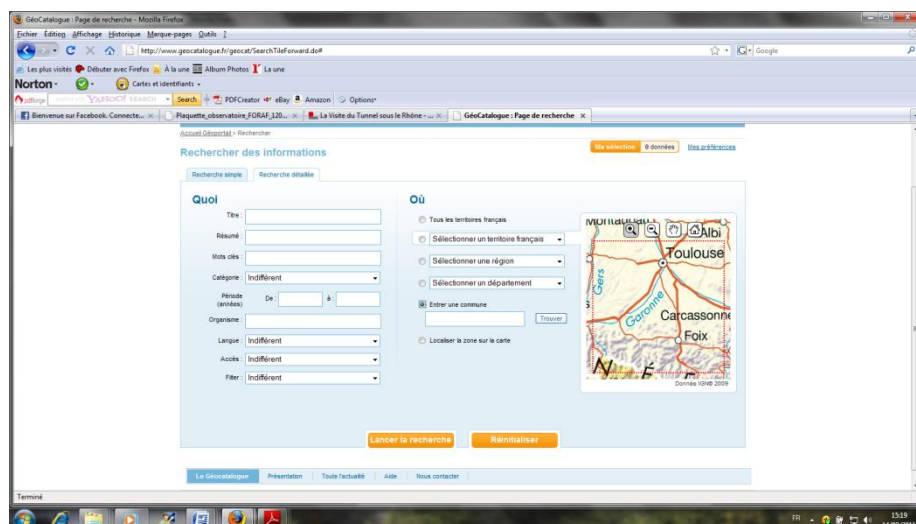 GéoCatalogue : Page de recherche - Mozilla Firefox
Fichier Édition Affichage Historique Marque-pages Outils ?
http://www.geocatalogue.fr/geocat/SearchTileForward.do#
Google
Les plus visités Débuter avec Firefox A la une Album Photos La une
Norton Cartes et identifiants
YAHOO! SEARCH Search PDFCreator eBay Amazon Options
Bienvenue sur Facebook. Connecte... Plaquette_observatoire_FORAF_120... La Visite du Tunnel sous le Rhône - ... GéoCatalogue : Page de recherche
Accueil Géoportail > Rechercher
Rechercher des informations
Ma sélection 0 données Mes préférences
Recherche simple Recherche détaillée
Quoi
Titre :
Résumé :
Mots clés :
Catégorie : Indifférent
Période (années) De : à :
Organisme :
Langue : Indifférent
Accès : Indifférent
Filter : Indifférent
Où
Tous les territoires français
Sélectionner un territoire français
Sélectionner une région
Sélectionner un département
Entrer une commune
Trouver
Localiser la zone sur la carte
Montauban
Albi
Toulouse
Gers
Garonne
Carcassonne
Foix
N É
Données IGN® 2009
Lancer la recherche Réinitialiser
Le Géocatalogue Présentation Toute l'actualité Aide Nous contacter
Terminé
FR 15:19